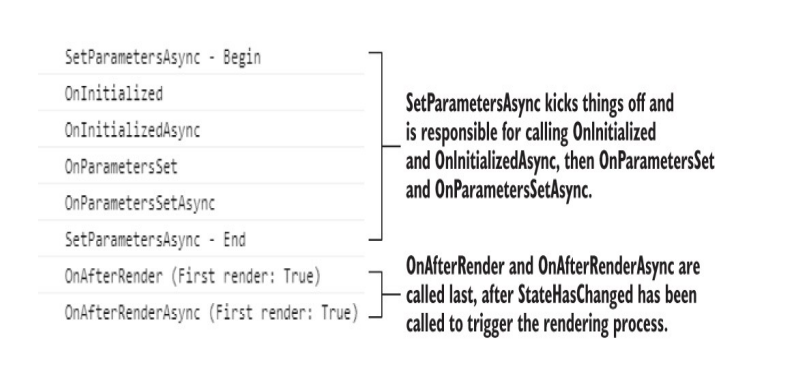 SetParametersAsync - Begin
OnInitialized
OnInitializedAsync
OnParametersSet
OnParametersSetAsync
SetParametersAsync - End
OnAfterRender (First render: True)
OnAfterRenderAsync (First render: True)
SetParametersAsync kicks things off and
is responsible for calling OnInitialized
and OnInitializedAsync, then OnParametersSet
and OnParametersSetAsync.
OnAfterRender and OnAfterRenderAsync are
called last, after StateHasChanged has been
called to trigger the rendering process.